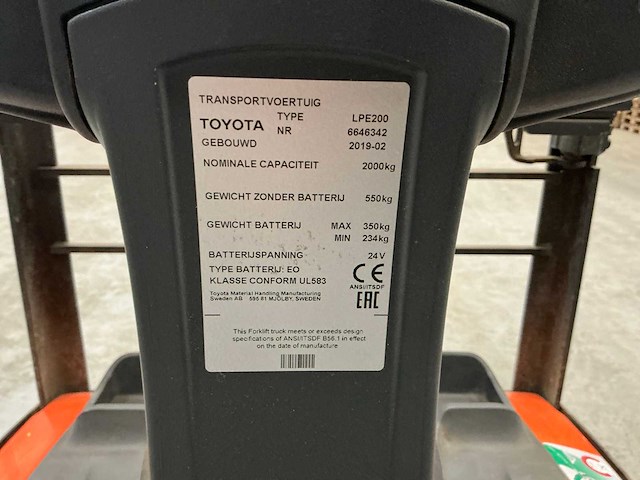 TRANSPORTVOERTUIG
TYPE LPE200
TOYOTA NR 6646342
GEBOUWD 2019-02
NOMINALE CAPACITEIT 2000kg
GEWICHT ZONDER BATTERIJ 550kg
GEWICHT BATTERIJ MAX 350kg
MIN 234kg
BATTERIJSPANNING 24V
TYPE BATTERIJ: EO
KLASSE CONFORM UL583
CE
ANSI/ITSDF
EAC
Toyota Material Handling Manufacturing
Sweden AB 595 81 MJÖLBY, SWEDEN
This Forklift truck meets or exceeds design
specifications of ANSI/ITSDF B56.1 in effect
on the date of manufacture